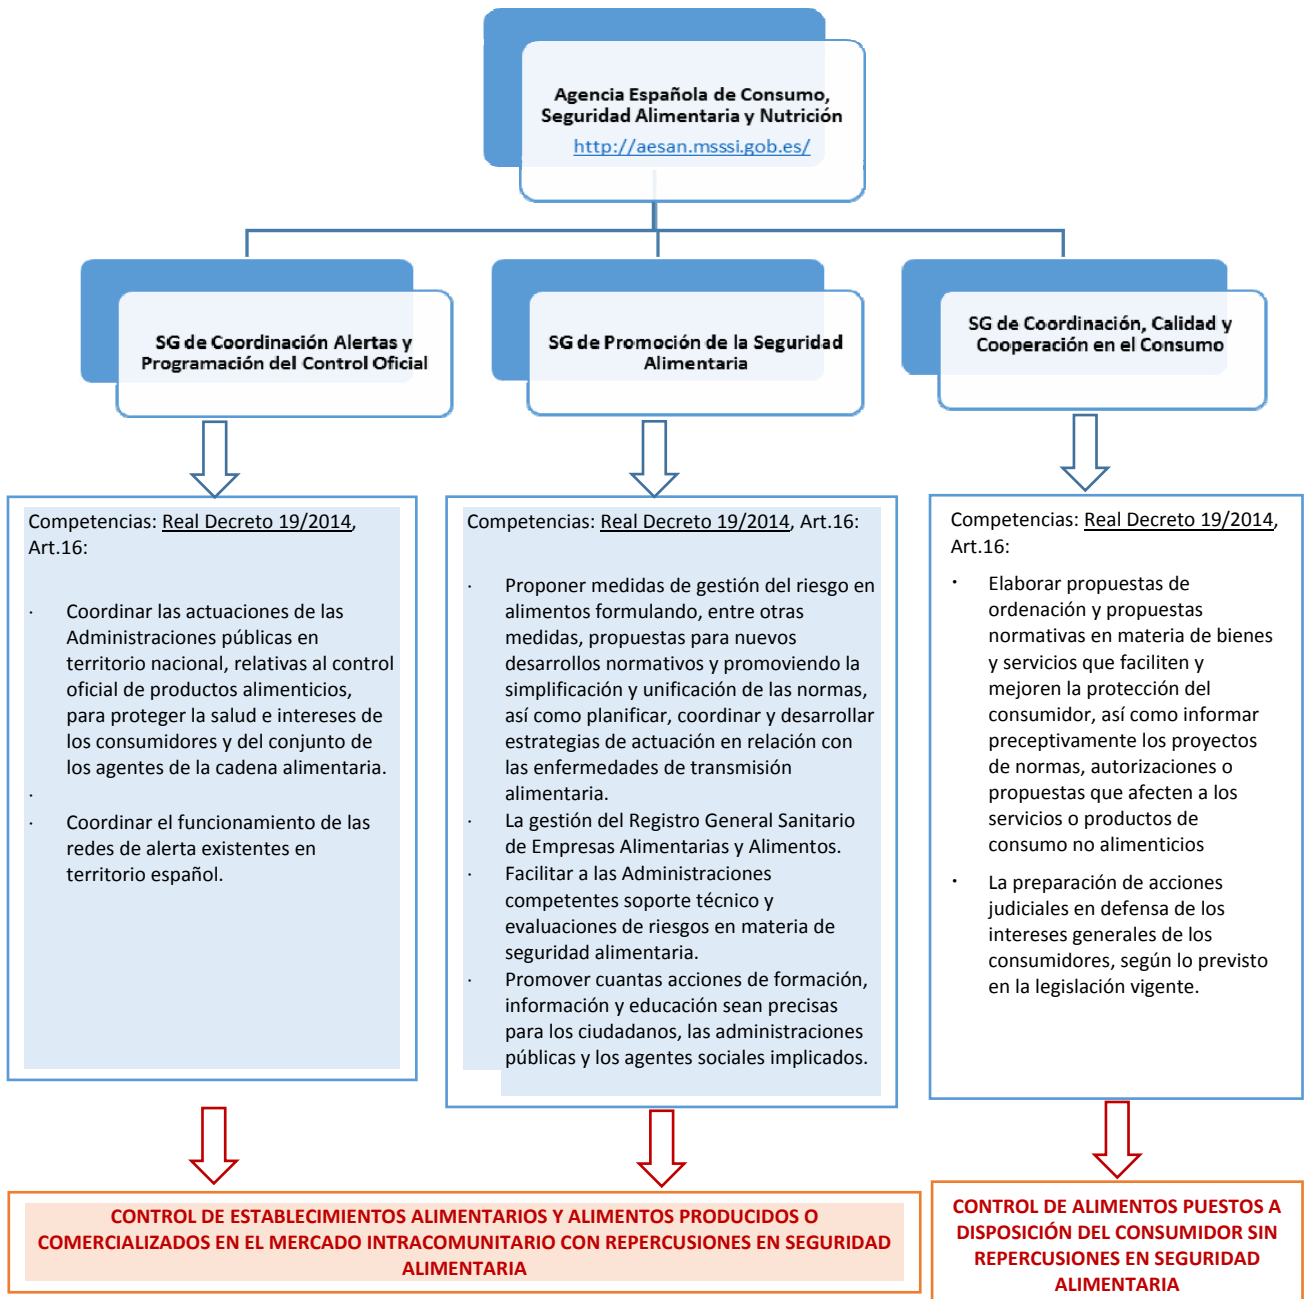 Agencia Española de Consumo,
Seguridad Alimentaria y Nutrición
http://aesan.msssi.gob.es/
SG de Coordinación Alertas y
Programación del Control Oficial
SG de Promoción de la Seguridad
Alimentaria
SG de Coordinación, Calidad y
Cooperación en el Consumo
Competencias: Real Decreto 19/2014,
Art.16:
· Coordinar las actuaciones de las
Administraciones públicas en
territorio nacional, relativas al control
oficial de productos alimenticios,
para proteger la salud e intereses de
los consumidores y del conjunto de
los agentes de la cadena alimentaria.
·
· Coordinar el funcionamiento de las
redes de alerta existentes en
territorio español.
Competencias: Real Decreto 19/2014, Art.16:
· Proponer medidas de gestión del riesgo en
alimentos formulando, entre otras
medidas, propuestas para nuevos
desarrollos normativos y promoviendo la
simplificación y unificación de las normas,
así como planificar, coordinar y desarrollar
estrategias de actuación en relación con
las enfermedades de transmisión
alimentaria.
· La gestión del Registro General Sanitario
de Empresas Alimentarias y Alimentos.
· Facilitar a las Administraciones
competentes soporte técnico y
evaluaciones de riesgos en materia de
seguridad alimentaria.
· Promover cuantas acciones de formación,
información y educación sean precisas
para los ciudadanos, las administraciones
públicas y los agentes sociales implicados.
Competencias: Real Decreto 19/2014,
Art.16:
· Elaborar propuestas de
ordenación y propuestas
normativas en materia de bienes
y servicios que faciliten y
mejoren la protección del
consumidor, así como informar
preceptivamente los proyectos
de normas, autorizaciones o
propuestas que afecten a los
servicios o productos de
consumo no alimenticios
· La preparación de acciones
judiciales en defensa de los
intereses generales de los
consumidores, según lo previsto
en la legislación vigente.
CONTROL DE ESTABLECIMIENTOS ALIMENTARIOS Y ALIMENTOS PRODUCIDOS O
COMERCIALIZADOS EN EL MERCADO INTRACOMUNITARIO CON REPERCUSIONES EN SEGURIDAD
ALIMENTARIA
CONTROL DE ALIMENTOS PUESTOS A
DISPOSICIÓN DEL CONSUMIDOR SIN
REPERCUSIONES EN SEGURIDAD
ALIMENTARIA